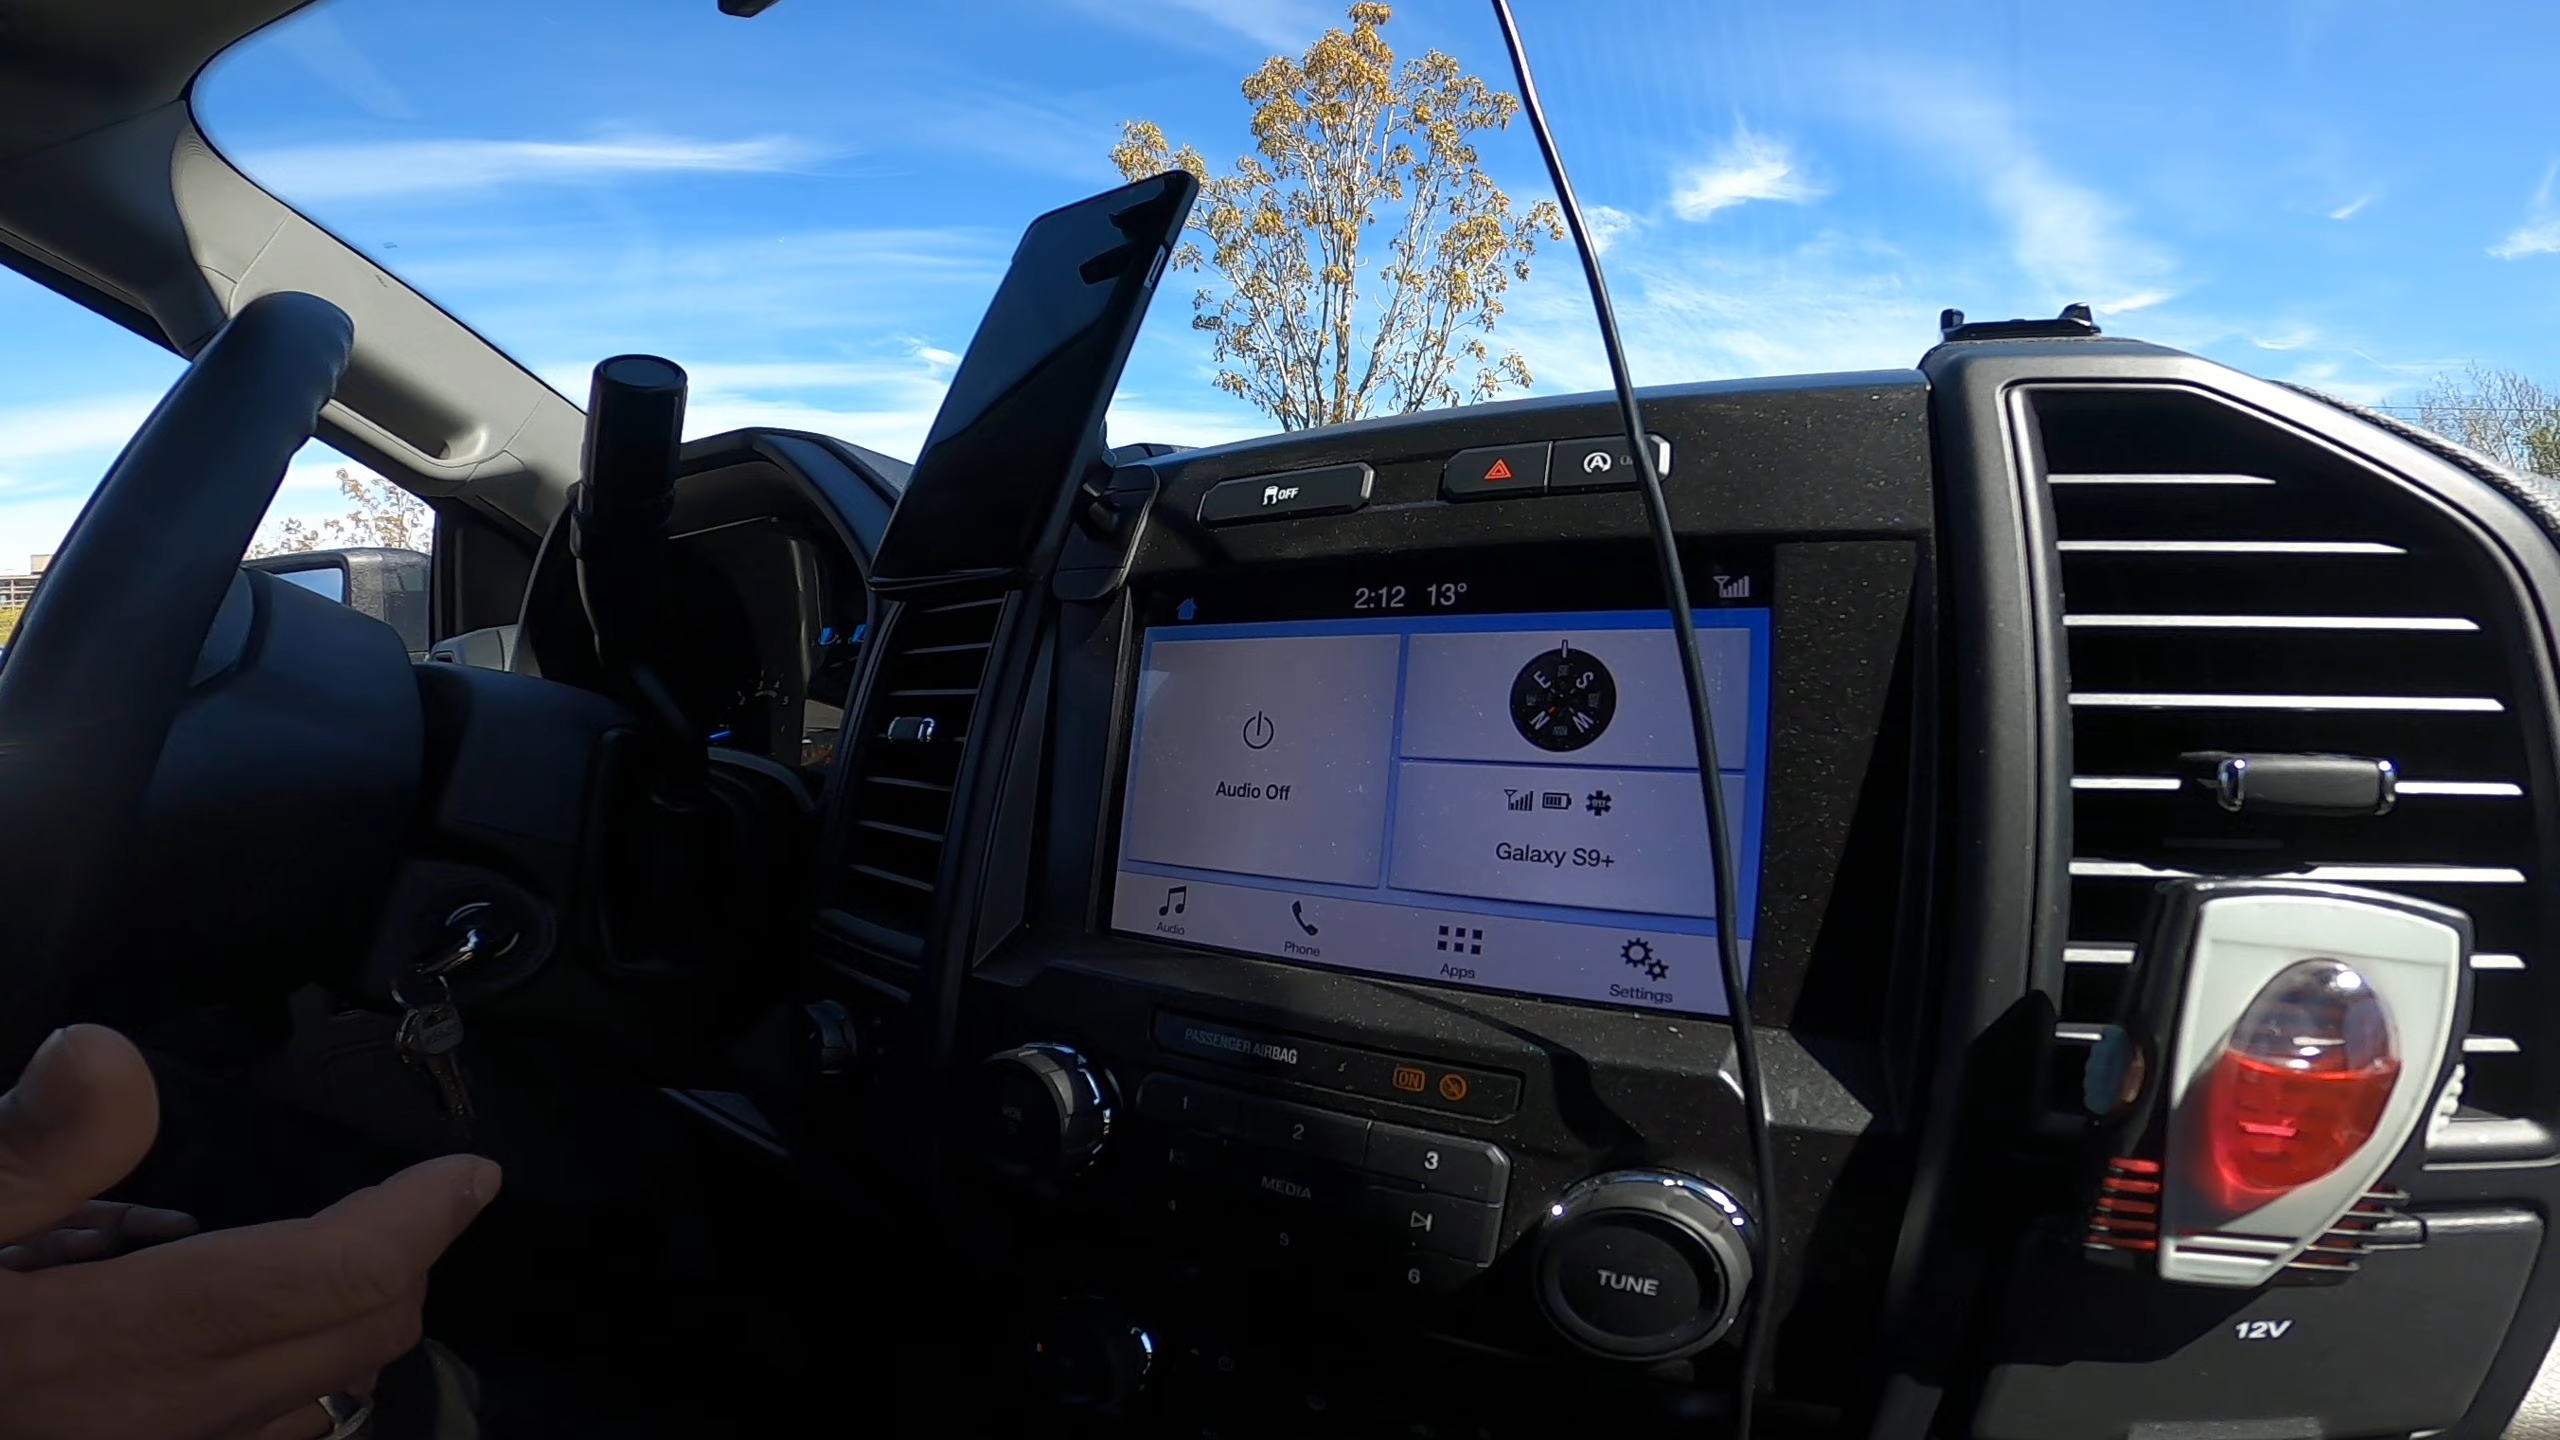 OFF
2:12 13°
E S
N W
Audio Off
Galaxy S9+
Audio Phone Apps Settings
PASSENGER AIRBAG
ON
1 2 3
MEDIA
6
TUNE
12V